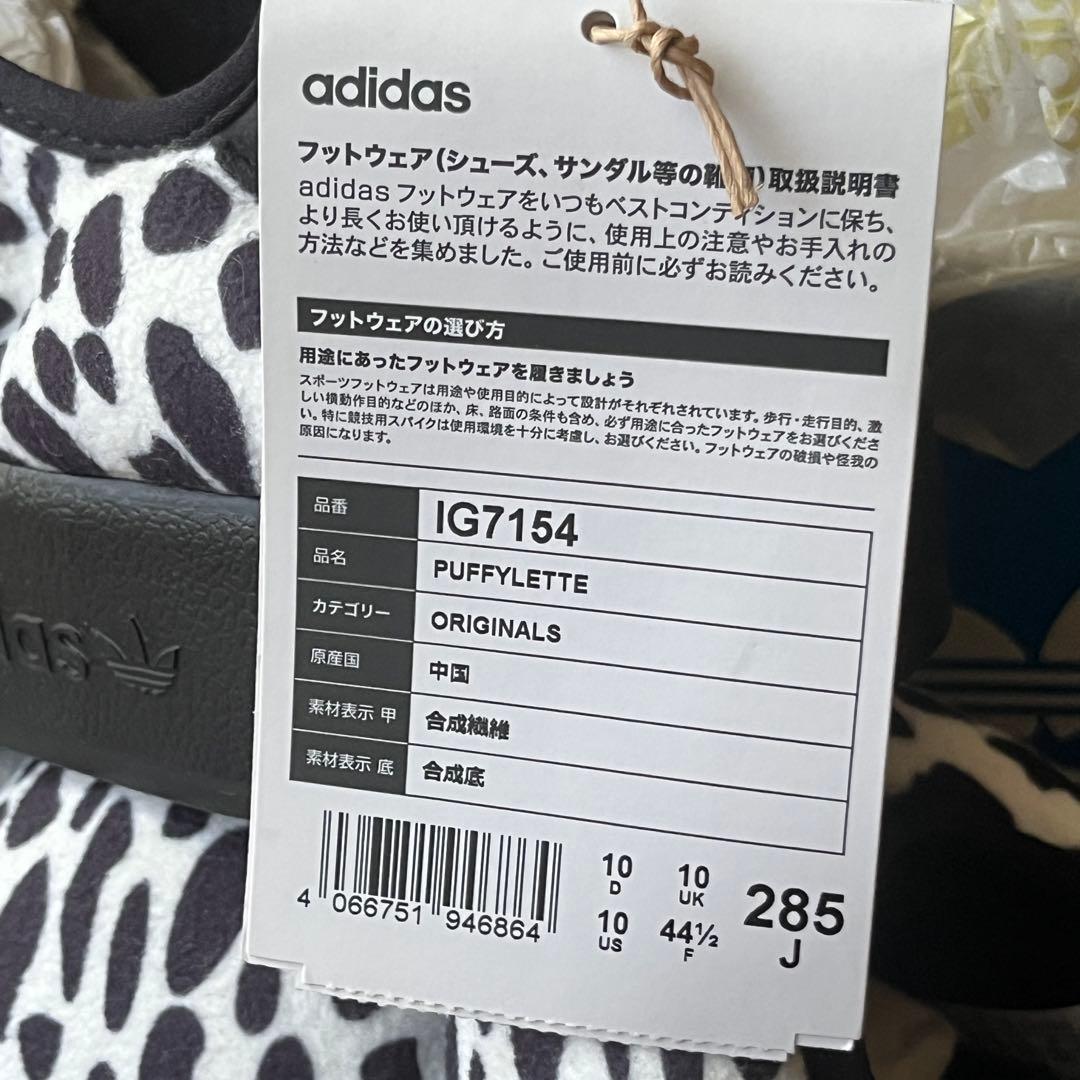 adidas
フットウェア(シューズ、サンダル等の靴)取扱説明書
adidas フットウェアをいつもベストコンディションに保ち、
より長くお使い頂けるように、使用上の注意やお手入れの
方法などを集めました。ご使用前に必ずお読みください。
フットウェアの選び方
用途にあったフットウェアを履きましょう
スポーツフットウェアは用途や使用目的によって設計がそれぞれされています。歩行・走行目的、激
しい横動作目的などのほか、床、路面の条件も含め、必ず用途に合ったフットウェアをお選びくださ
い。特に競技用スパイクは使用環境を十分に考慮し、お選びください。フットウェアの破損や怪我の
原因になります。
品番 IG7154
品名 PUFFYLETTE
カテゴリー ORIGINALS
原産国 中国
素材表示 甲 合成繊維
素材表示 底 合成底
4 066751 946864
10 D
10 UK
10 US
44½ F
285 J
adidas